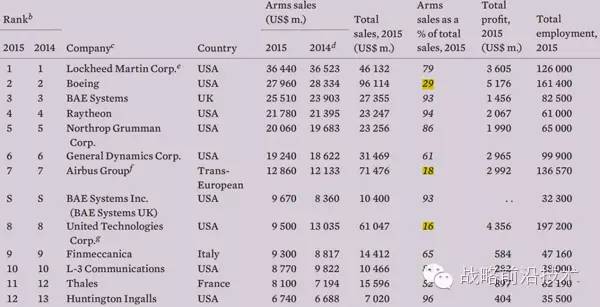 Rankb Arms sales (US$ m.) Total sales, 2015 (US$ m.) Arms sales as a % of total sales, 2015 Total profit, 2015 (US$ m.) Total employment, 2015
2015 2014 Companyc Country 2015 2014d
1 1 Lockheed Martin Corp.e USA 36 440 36 523 46 132 79 3 605 126 000
2 2 Boeing USA 27 960 28 334 96 114 29 5 176 161 400
3 3 BAE Systems UK 25 510 23 903 27 355 93 1 456 82 500
4 4 Raytheon USA 21 780 21 395 23 247 94 2 067 61 000
5 5 Northrop Grumman Corp. USA 20 060 19 683 23 256 86 1 990 65 000
6 6 General Dynamics Corp. USA 19 240 18 622 31 469 61 2 965 99 900
7 7 Airbus Groupf Trans-European 12 860 12 133 71 476 18 2 992 136 570
S S BAE Systems Inc. (BAE Systems UK) USA 9 670 8 360 10 400 93 . . 32 300
8 8 United Technologies Corp.g USA 9 500 13 035 61 047 16 4 356 197 200
9 9 Finmeccanica Italy 9 300 8 817 14 412 65 584 47 160
10 10 L-3 Communications USA 8 770 9 822 10 466 282 38 000
11 12 Thales France 8 100 7 194 15 596
12 13 Huntington Ingalls USA 6 740 6 688 7 020 96 404 35 500
战略前沿技术